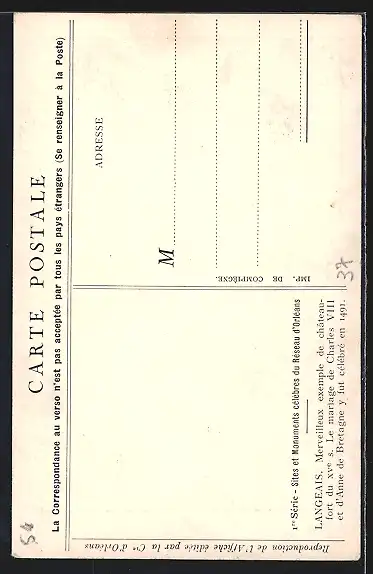 CARTE POSTALE
La Correspondance au verso n'est pas acceptée par tous les pays étrangers (Se renseigner à la Poste)
ADRESSE
M
IMP. DE COMPIÈGNE.
1re Série - Sites et Monuments célèbres du Réseau d'Orléans
LANGEAIS. Merveilleux exemple de château-
fort du XVe s. Le mariage de Charles VIII
et d'Anne de Bretagne y fut célébré en 1491.
Reproduction de l'Affiche éditée par la Cie d'Orléans
54
37